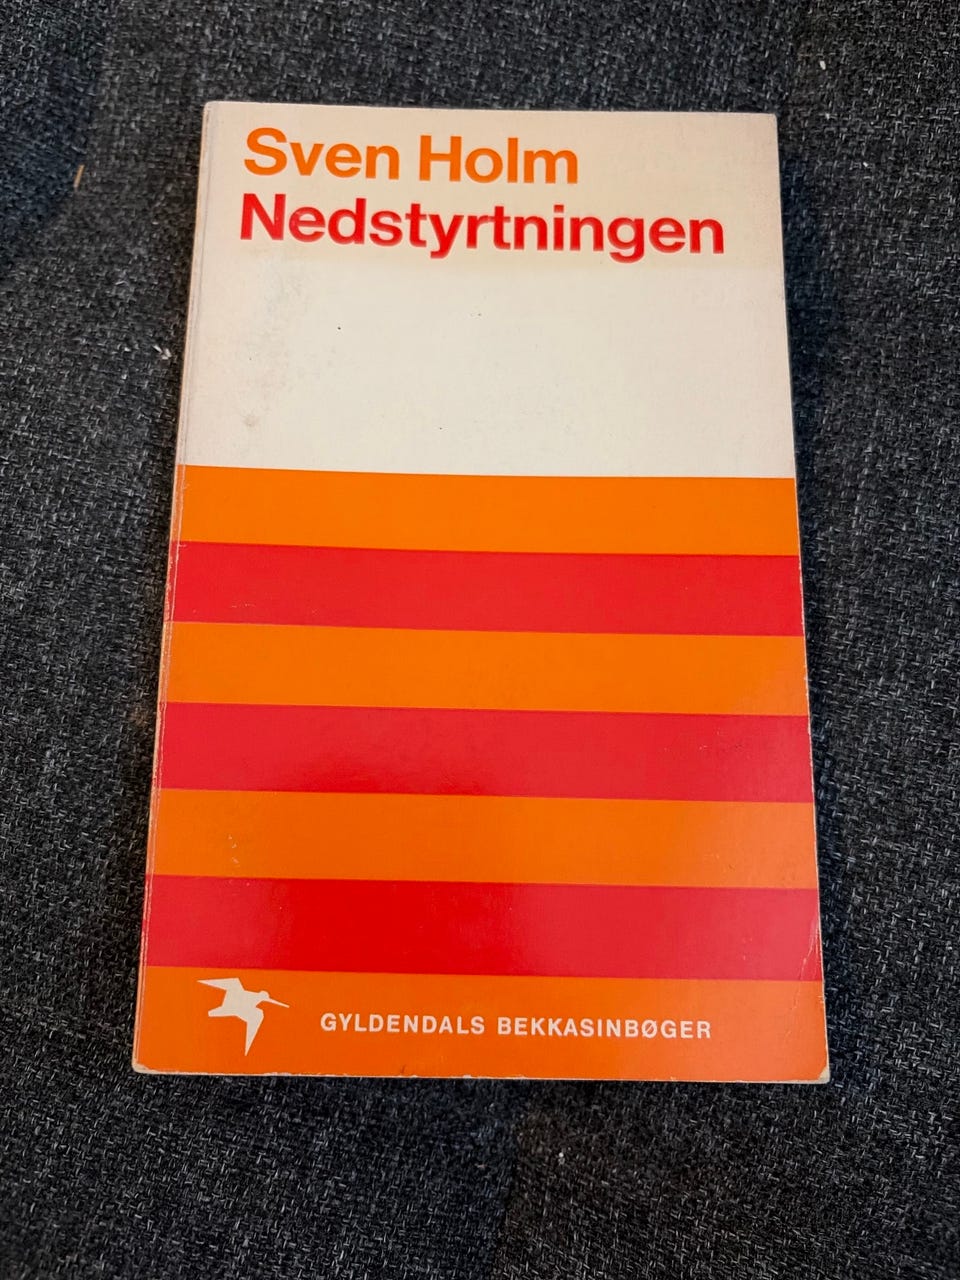 Sven Holm
Nedstyrtningen
GYLDENDALS BEKKASINBØGER